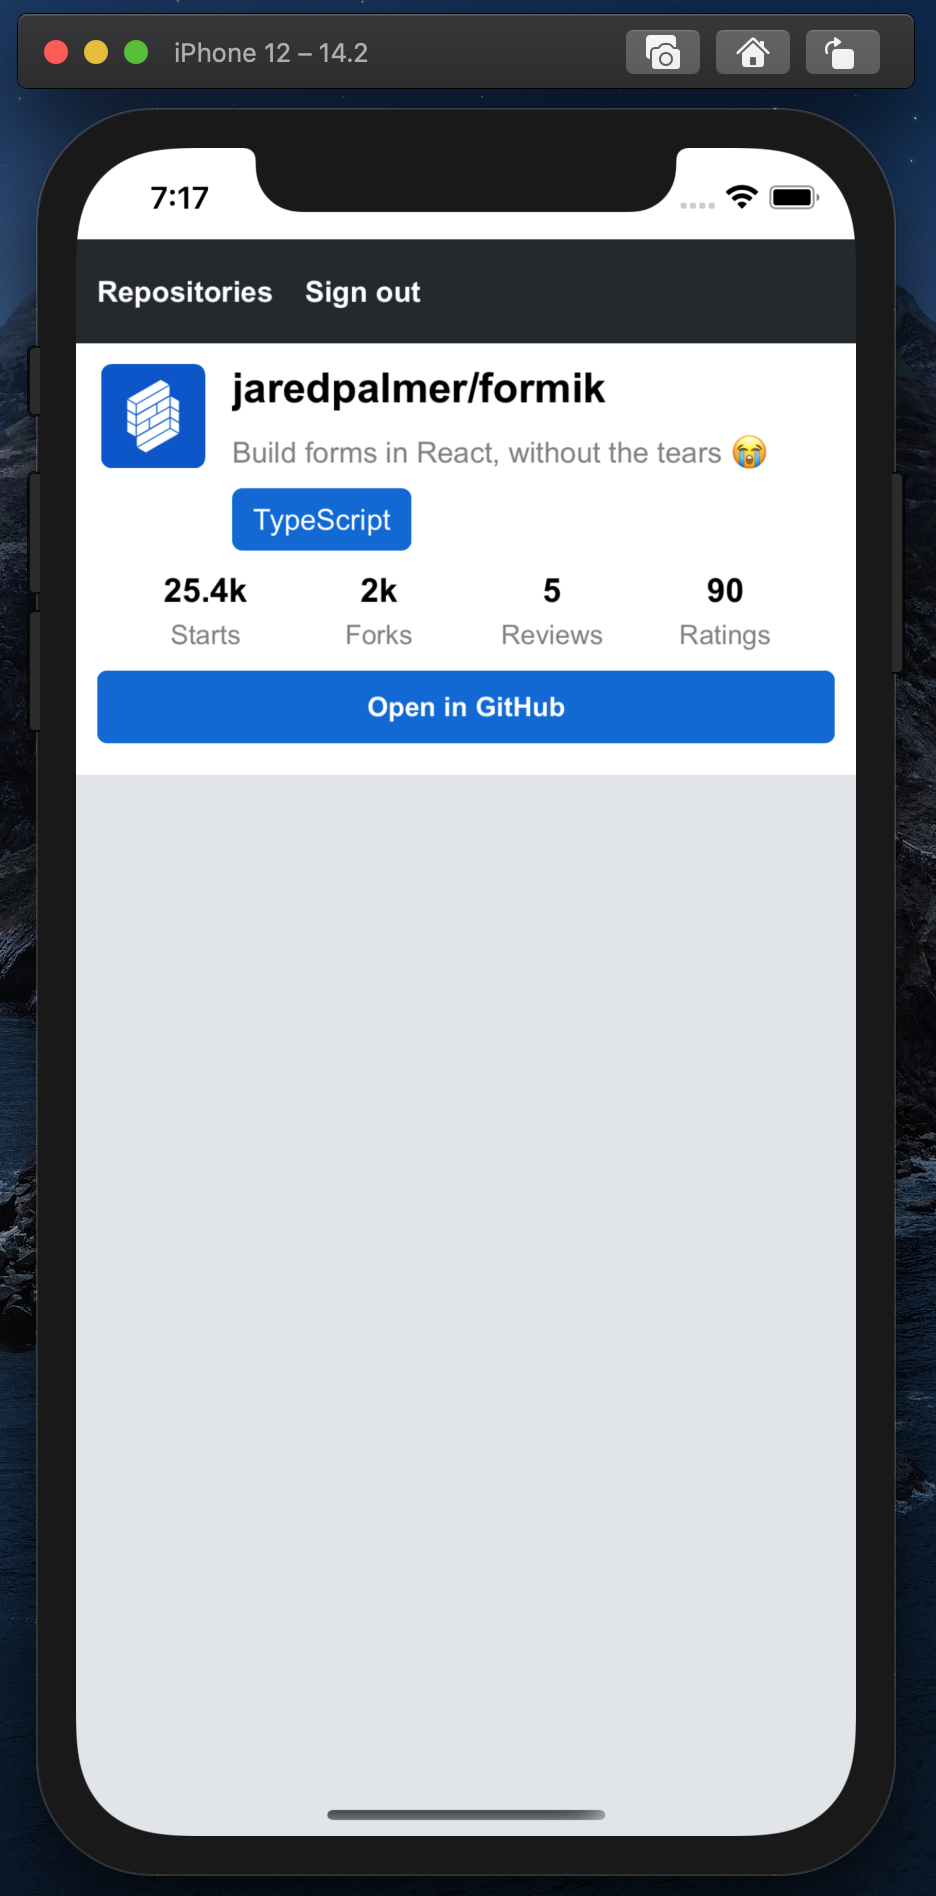 iPhone 12 – 14.2
7:17
Repositories Sign out
jaredpalmer/formik
Build forms in React, without the tears 😭
TypeScript
25.4k 2k 5 90
Starts Forks Reviews Ratings
Open in GitHub